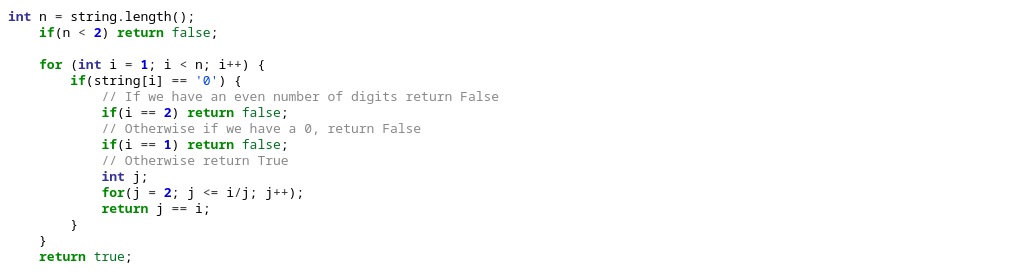 int n = string.length();
    if(n < 2) return false;

    for (int i = 1; i < n; i++) {
        if(string[i] == '0') {
            // If we have an even number of digits return False
            if(i == 2) return false;
            // Otherwise if we have a 0, return False
            if(i == 1) return false;
            // Otherwise return True
            int j;
            for(j = 2; j <= i/j; j++);
            return j == i;
        }
    }
    return true;